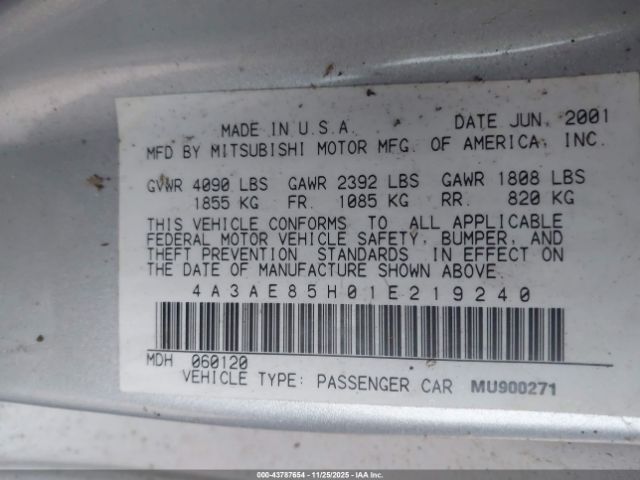 MADE IN U.S.A. DATE JUN. 2001
MFD BY MITSUBISHI MOTOR MFG. OF AMERICA, INC.
GVWR 4090 LBS GAWR 2392 LBS GAWR 1808 LBS
1855 KG FR. 1085 KG RR. 820 KG
THIS VEHICLE CONFORMS TO ALL APPLICABLE
FEDERAL MOTOR VEHICLE SAFETY, BUMPER, AND
THEFT PREVENTION STANDARDS IN EFFECT ON
THE DATE OF MANUFACTURE SHOWN ABOVE.
4A3AE85H01E219240
MDH 060120
VEHICLE TYPE: PASSENGER CAR MU900271
000-43787654 - 11/25/2025 - IAA Inc.